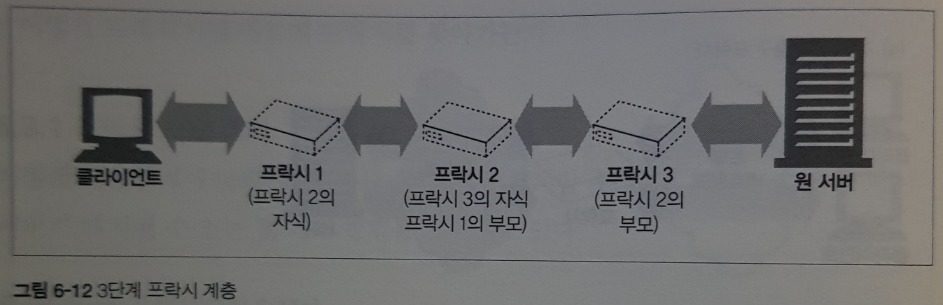 클라이언트
프락시 1
(프락시 2의
자식)
프락시 2
(프락시 3의 자식
프락시 1의 부모)
프락시 3
(프락시 2의
부모)
원 서버
그림 6-12 3단계 프락시 계층